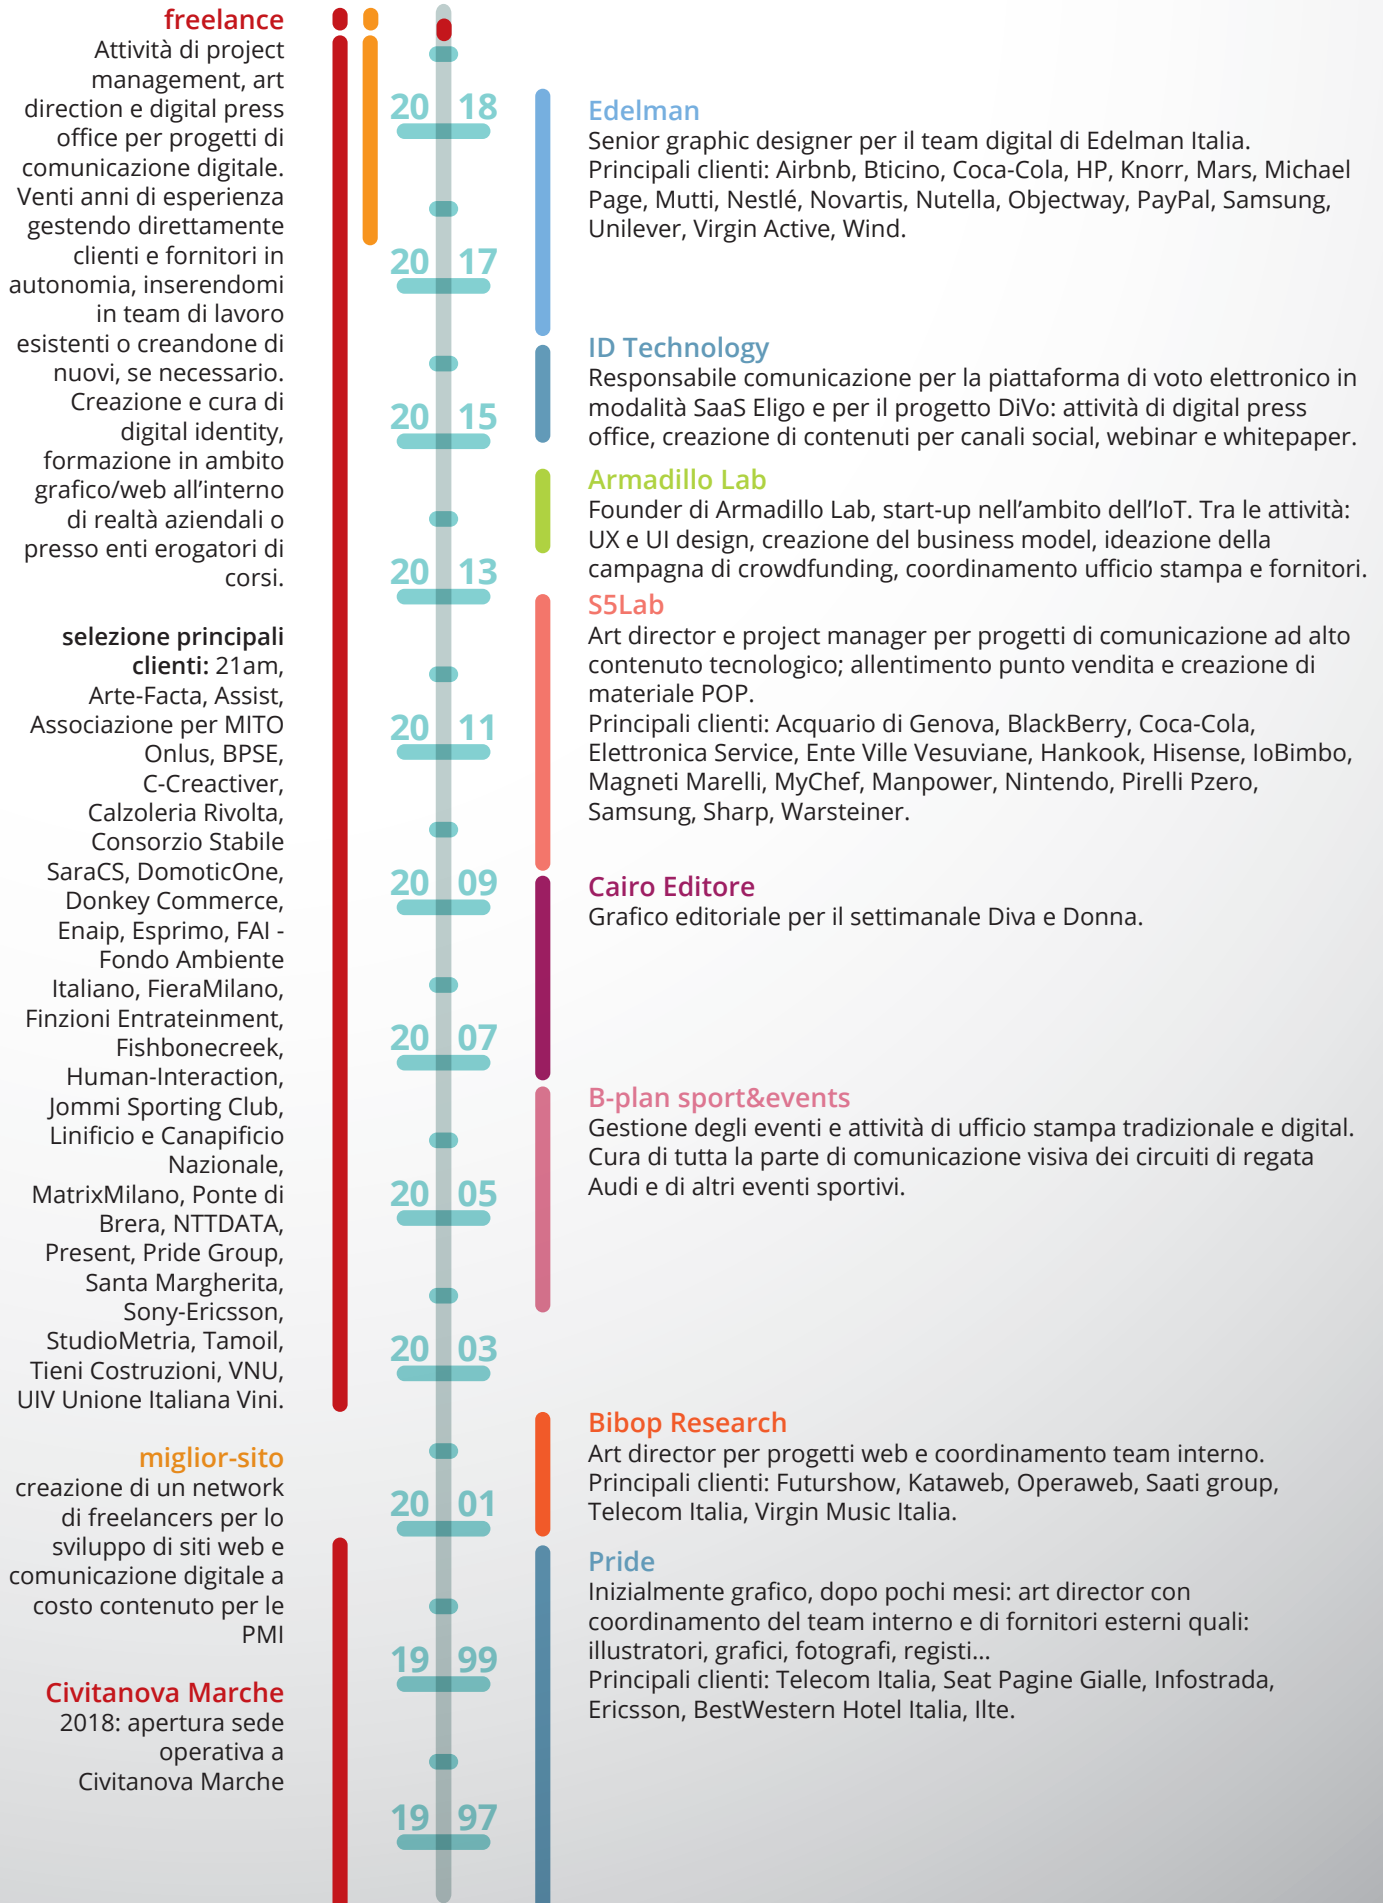 freelance
Attività di project
management, art
direction e digital press
office per progetti di
comunicazione digitale.
Venti anni di esperienza
gestendo direttamente
clienti e fornitori in
autonomia, inserendomi
in team di lavoro
esistenti o creandone di
nuovi, se necessario.
Creazione e cura di
digital identity,
formazione in ambito
grafico/web all'interno
di realtà aziendali o
presso enti erogatori di
corsi.
selezione principali
clienti: 21am,
Arte-Facta, Assist,
Associazione per MITO
Onlus, BPSE,
C-Creactiver,
Calzoleria Rivolta,
Consorzio Stabile
SaraCS, DomoticOne,
Donkey Commerce,
Enaip, Esprimo, FAI -
Fondo Ambiente
Italiano, FieraMilano,
Finzioni Entrateinment,
Fishbonecreek,
Human-Interaction,
Jommi Sporting Club,
Linificio e Canapificio
Nazionale,
MatrixMilano, Ponte di
Brera, NTTDATA,
Present, Pride Group,
Santa Margherita,
Sony-Ericsson,
StudioMetria, Tamoil,
Tieni Costruzioni, VNU,
UIV Unione Italiana Vini.
miglior-sito
creazione di un network
di freelancers per lo
sviluppo di siti web e
comunicazione digitale a
costo contenuto per le
PMI
Civitanova Marche
2018: apertura sede
operativa a
Civitanova Marche
20 18
20 17
20 15
20 13
20 11
20 09
20 07
20 05
20 03
20 01
19 99
19 97
Edelman
Senior graphic designer per il team digital di Edelman Italia.
Principali clienti: Airbnb, Bticino, Coca-Cola, HP, Knorr, Mars, Michael
Page, Mutti, Nestlé, Novartis, Nutella, Objectway, PayPal, Samsung,
Unilever, Virgin Active, Wind.
ID Technology
Responsabile comunicazione per la piattaforma di voto elettronico in
modalità SaaS Eligo e per il progetto DiVo: attività di digital press
office, creazione di contenuti per canali social, webinar e whitepaper.
Armadillo Lab
Founder di Armadillo Lab, start-up nell'ambito dell'IoT. Tra le attività:
UX e UI design, creazione del business model, ideazione della
campagna di crowdfunding, coordinamento ufficio stampa e fornitori.
S5Lab
Art director e project manager per progetti di comunicazione ad alto
contenuto tecnologico; allentimento punto vendita e creazione di
materiale POP.
Principali clienti: Acquario di Genova, BlackBerry, Coca-Cola,
Elettronica Service, Ente Ville Vesuviane, Hankook, Hisense, IoBimbo,
Magneti Marelli, MyChef, Manpower, Nintendo, Pirelli Pzero,
Samsung, Sharp, Warsteiner.
Cairo Editore
Grafico editoriale per il settimanale Diva e Donna.
B-plan sport&events
Gestione degli eventi e attività di ufficio stampa tradizionale e digital.
Cura di tutta la parte di comunicazione visiva dei circuiti di regata
Audi e di altri eventi sportivi.
Bibop Research
Art director per progetti web e coordinamento team interno.
Principali clienti: Futurshow, Kataweb, Operaweb, Saati group,
Telecom Italia, Virgin Music Italia.
Pride
Inizialmente grafico, dopo pochi mesi: art director con
coordinamento del team interno e di fornitori esterni quali:
illustratori, grafici, fotografi, registi...
Principali clienti: Telecom Italia, Seat Pagine Gialle, Infostrada,
Ericsson, BestWestern Hotel Italia, Ilte.